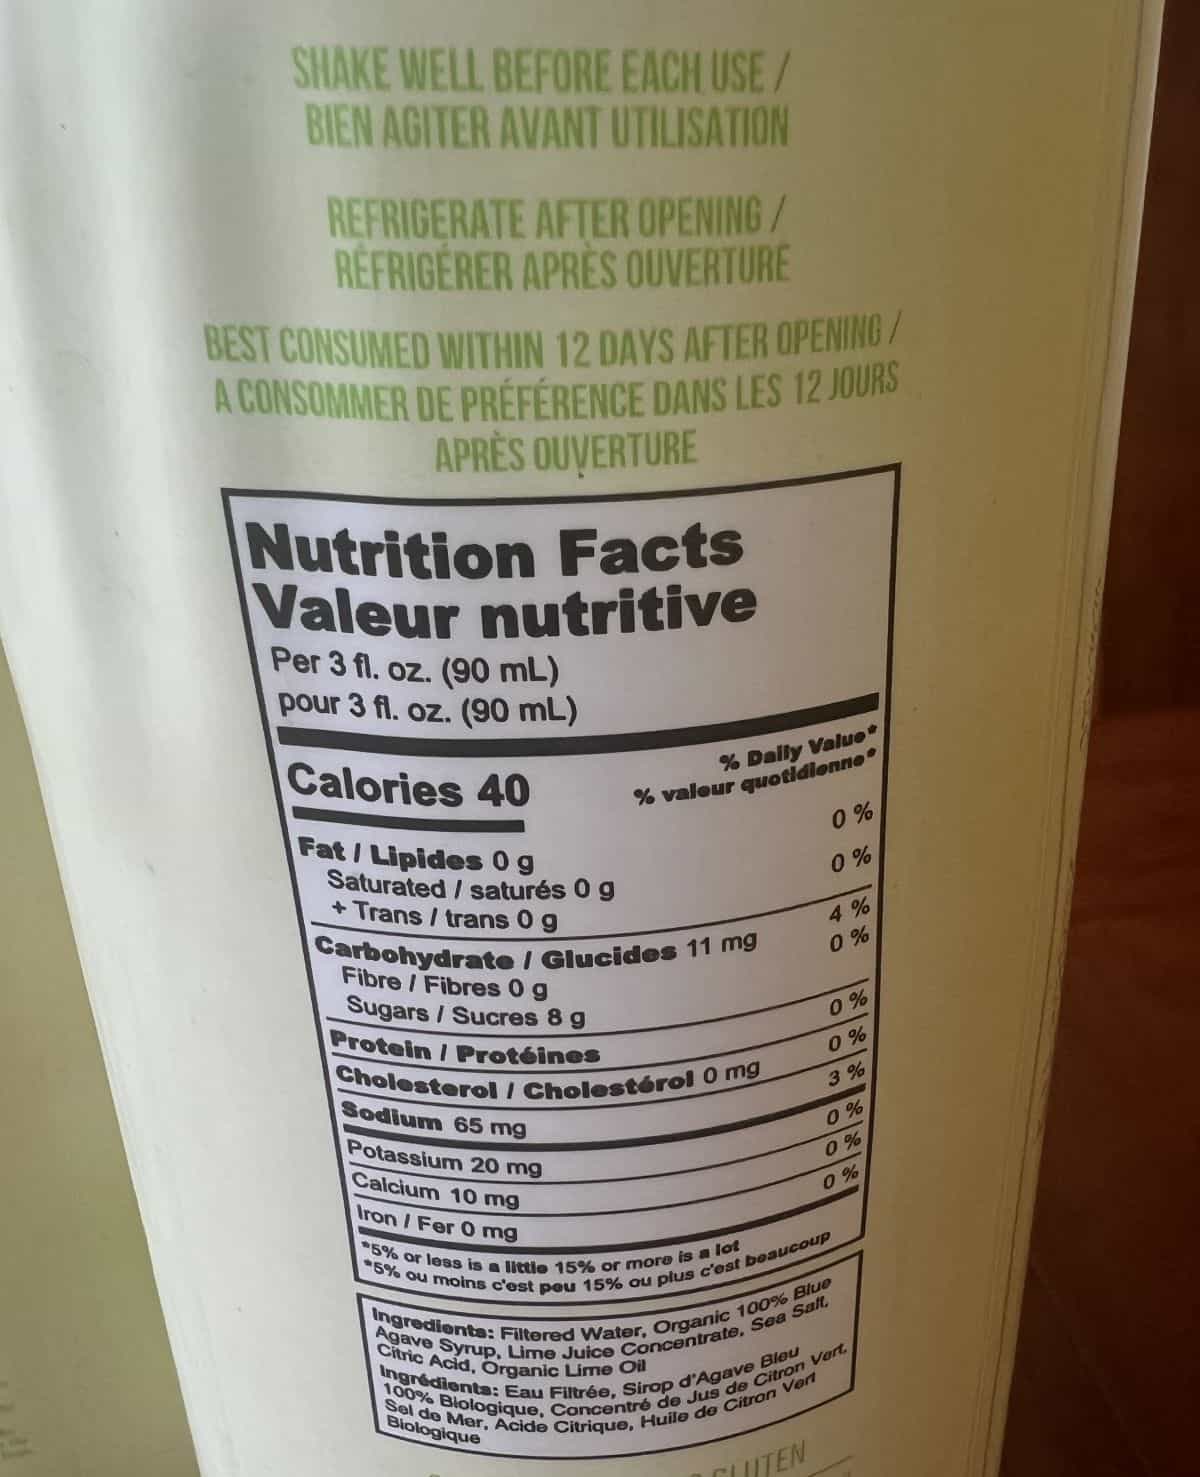 SHAKE WELL BEFORE EACH USE /
BIEN AGITER AVANT UTILISATION
REFRIGERATE AFTER OPENING /
RÉFRIGÉRER APRÈS OUVERTURE
BEST CONSUMED WITHIN 12 DAYS AFTER OPENING /
A CONSOMMER DE PRÉFÉRENCE DANS LES 12 JOURS
APRÈS OUVERTURE
Nutrition Facts
Valeur nutritive
Per 3 fl. oz. (90 mL)
pour 3 fl. oz. (90 mL)
% Daily Value*
Calories 40
% valeur quotidienne*
Fat / Lipides 0 g 0 %
Saturated / saturés 0 g 0 %
+ Trans / trans 0 g
Carbohydrate / Glucides 11 mg 4 %
Fibre / Fibres 0 g 0 %
Sugars / Sucres 8 g
Protein / Protéines 0 %
Cholesterol / Cholestérol 0 mg 0 %
Sodium 65 mg 3 %
Potassium 20 mg 0 %
Calcium 10 mg 0 %
Iron / Fer 0 mg 0 %
*5% or less is a little 15% or more is a lot
*5% ou moins c'est peu 15% ou plus c'est beaucoup
Ingredients: Filtered Water, Organic 100% Blue
Agave Syrup, Lime Juice Concentrate, Sea Salt,
Citric Acid, Organic Lime Oil
Ingrédients: Eau Filtrée, Sirop d'Agave Bleu
100% Biologique, Concentré de Jus de Citron Vert,
Sel de Mer, Acide Citrique, Huile de Citron Vert
Biologique
GLUTEN